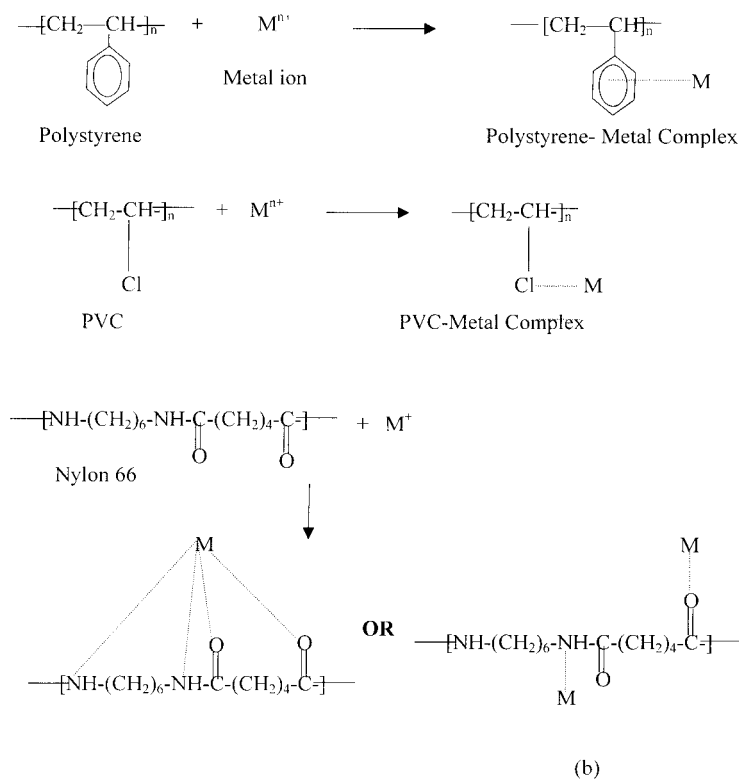 —[CH₂—CH-]ₙ + Mⁿ⁺ → —[CH₂—CH]ₙ
Metal ion
M
Polystyrene
Polystyrene- Metal Complex
—[CH₂-CH-]ₙ + Mⁿ⁺ → —[CH₂-CH-]ₙ
Cl
Cl M
PVC
PVC-Metal Complex
—[NH-(CH₂)₆-NH-C-(CH₂)₄-C-]— + M⁺
O O
Nylon 66
M
M
O O
O
OR
—[NH-(CH₂)₆-NH-C-(CH₂)₄-C-]—
—[NH-(CH₂)₆-NH-C-(CH₂)₄-C-]—
M
O
(b)